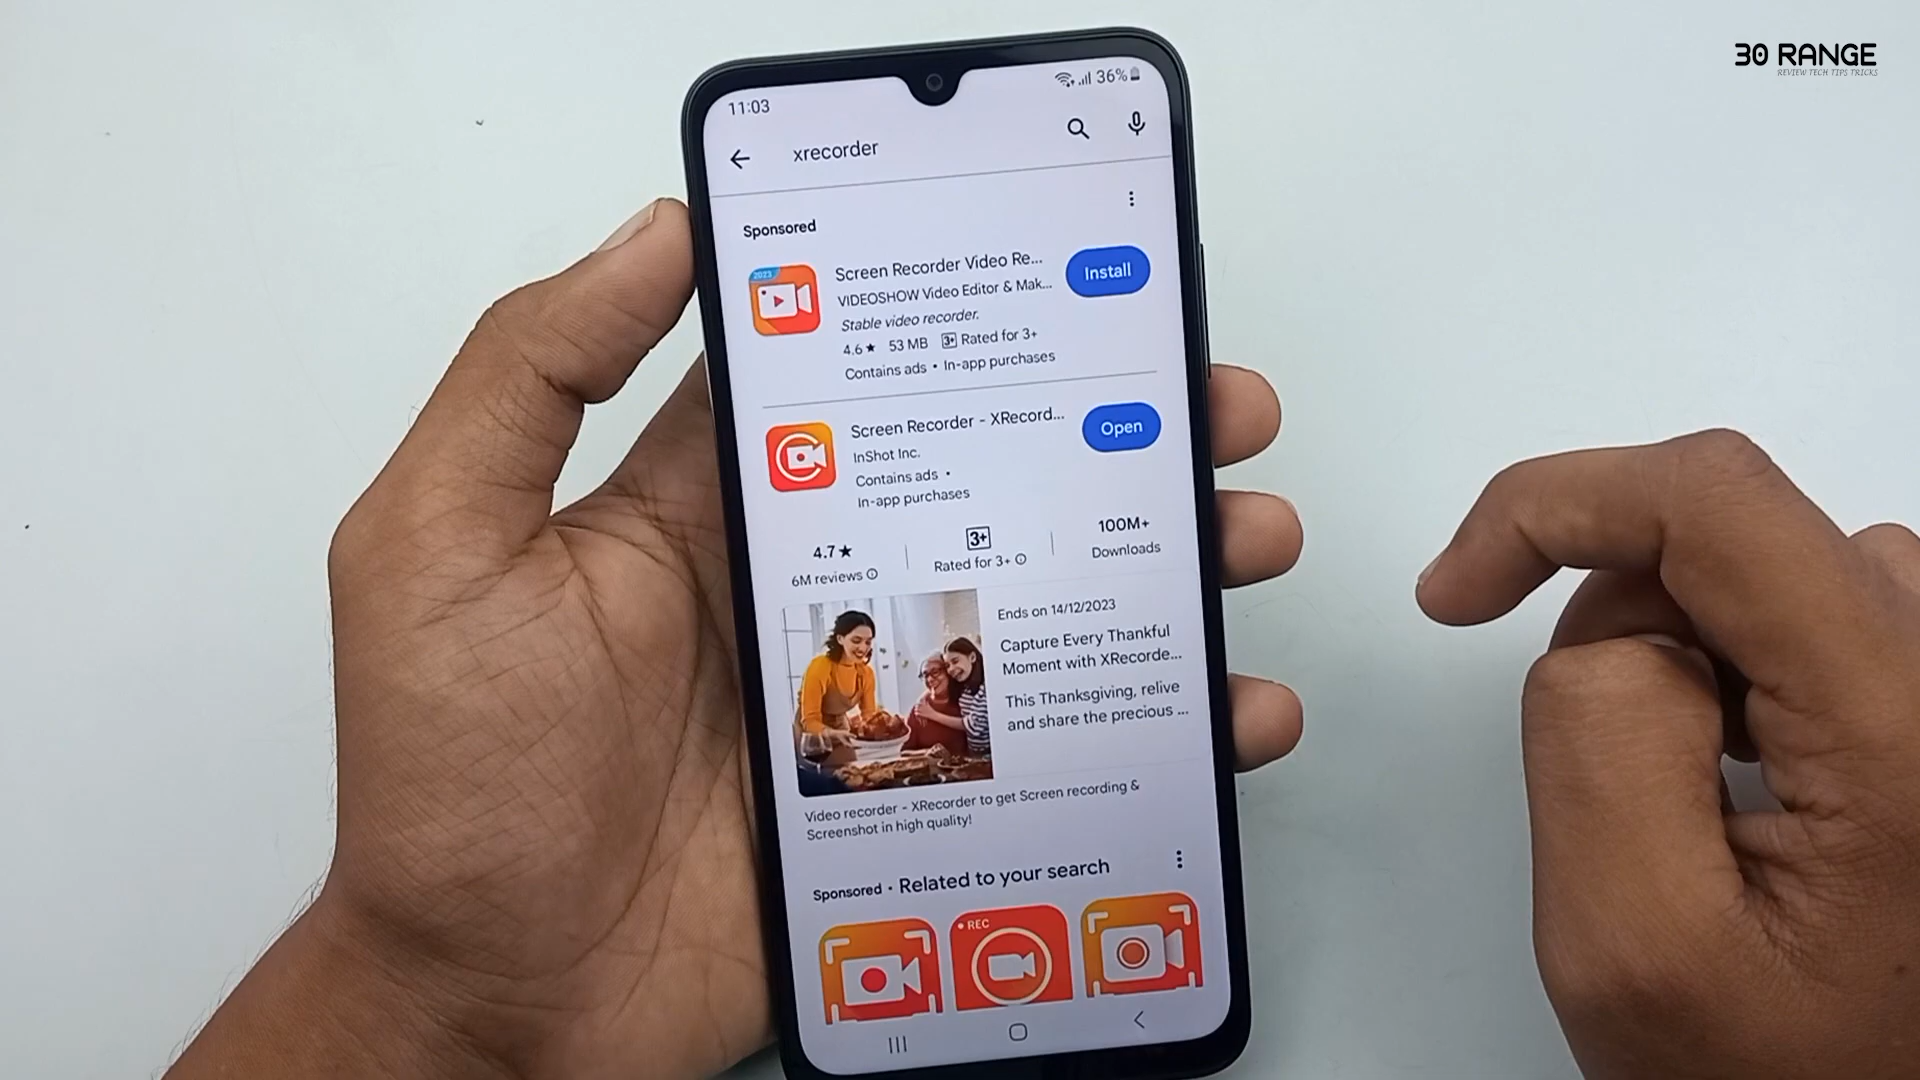 30 RANGE
REVIEW TECH TIPS TRICKS
11:03
36%
xrecorder
Sponsored
2023
Screen Recorder Video Re...
Install
VIDEOSHOW Video Editor & Mak...
Stable video recorder.
4.6★ 53 MB 3+ Rated for 3+
Contains ads • In-app purchases
Screen Recorder - XRecord...
Open
InShot Inc.
Contains ads •
In-app purchases
4.7★
6M reviews
3+
Rated for 3+
100M+
Downloads
Ends on 14/12/2023
Capture Every Thankful
Moment with XRecorde...
This Thanksgiving, relive
and share the precious ...
Video recorder - XRecorder to get Screen recording &
Screenshot in high quality!
Sponsored • Related to your search
REC